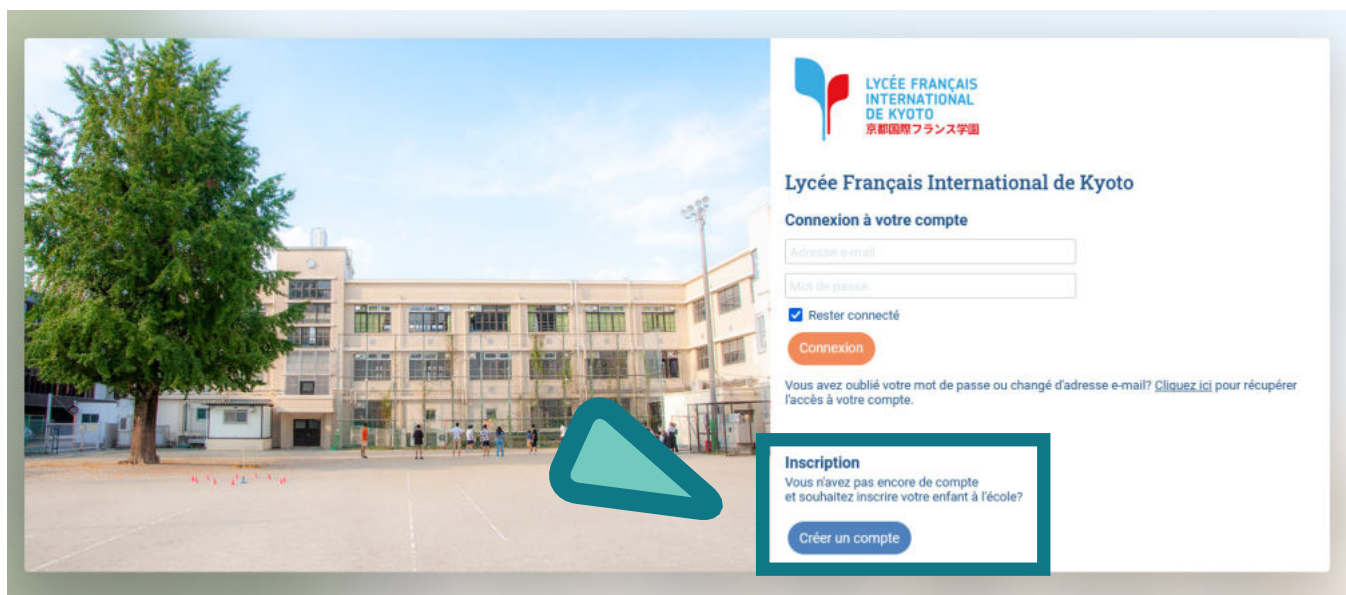 LYCÉE FRANÇAIS
INTERNATIONAL
DE KYOTO
京都国際フランス学園
Lycée Français International de Kyoto
Connexion à votre compte
Adresse e-mail
Mot de passe
Rester connecté
Connexion
Vous avez oublié votre mot de passe ou changé d'adresse e-mail? Cliquez ici pour récupérer
l'accès à votre compte.
Inscription
Vous n'avez pas encore de compte
et souhaitez inscrire votre enfant à l'école?
Créer un compte